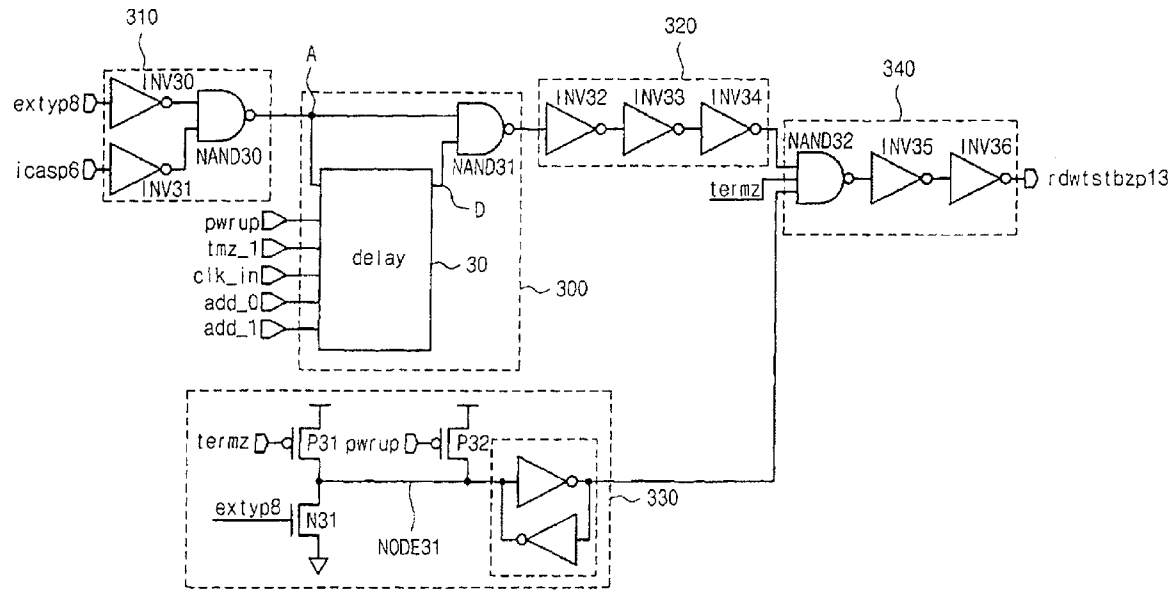 310
320
340
A
INV30
extyp8
NAND30
icasp6
INV31
INV32
INV33
INV34
NAND31
NAND32
INV35
INV36
termz
rdwtstbzp13
D
pwrup
tmz_1
clk_in
add_0
add_1
delay
30
300
termz
P31
pwrup
P32
330
extyp8
N31
NODE31